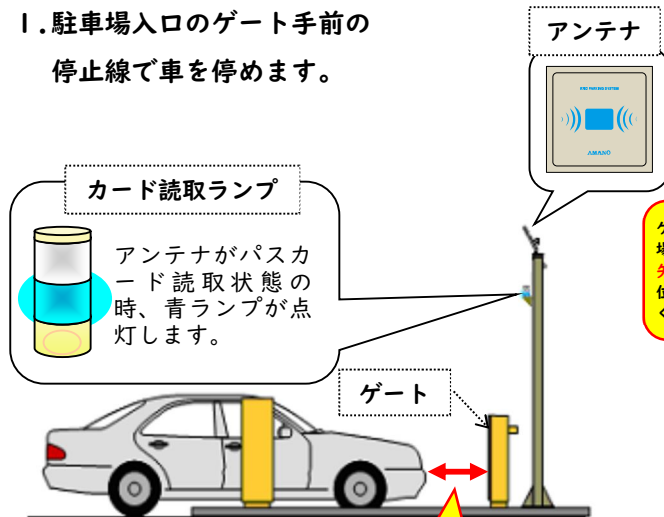 1.駐車場入口のゲート手前の
停止線で車を停めます。
アンテナ
AMANO
カード読取ランプ
アンテナがパスカ
ード読取状態の
時、青ランプが点
灯します。
ゲート